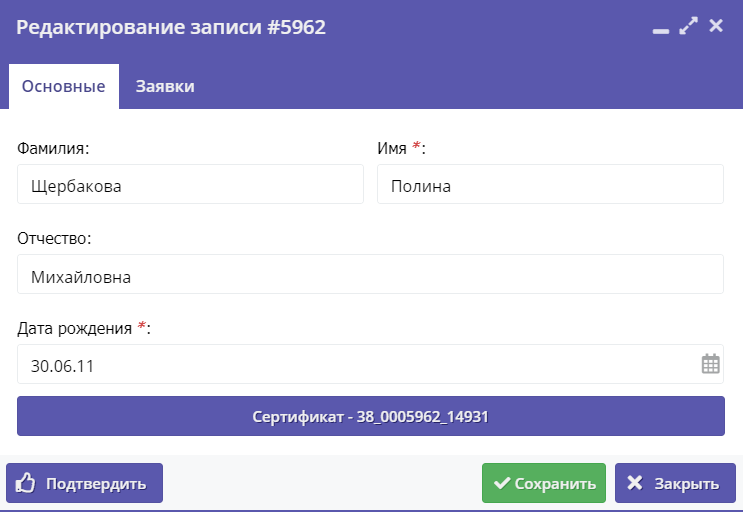 Редактирование записи #5962
Основные Заявки
Фамилия: Имя *:
Щербакова Полина
Отчество:
Михайловна
Дата рождения *:
30.06.11
Сертификат - 38_0005962_14931
Подтвердить Сохранить Закрыть